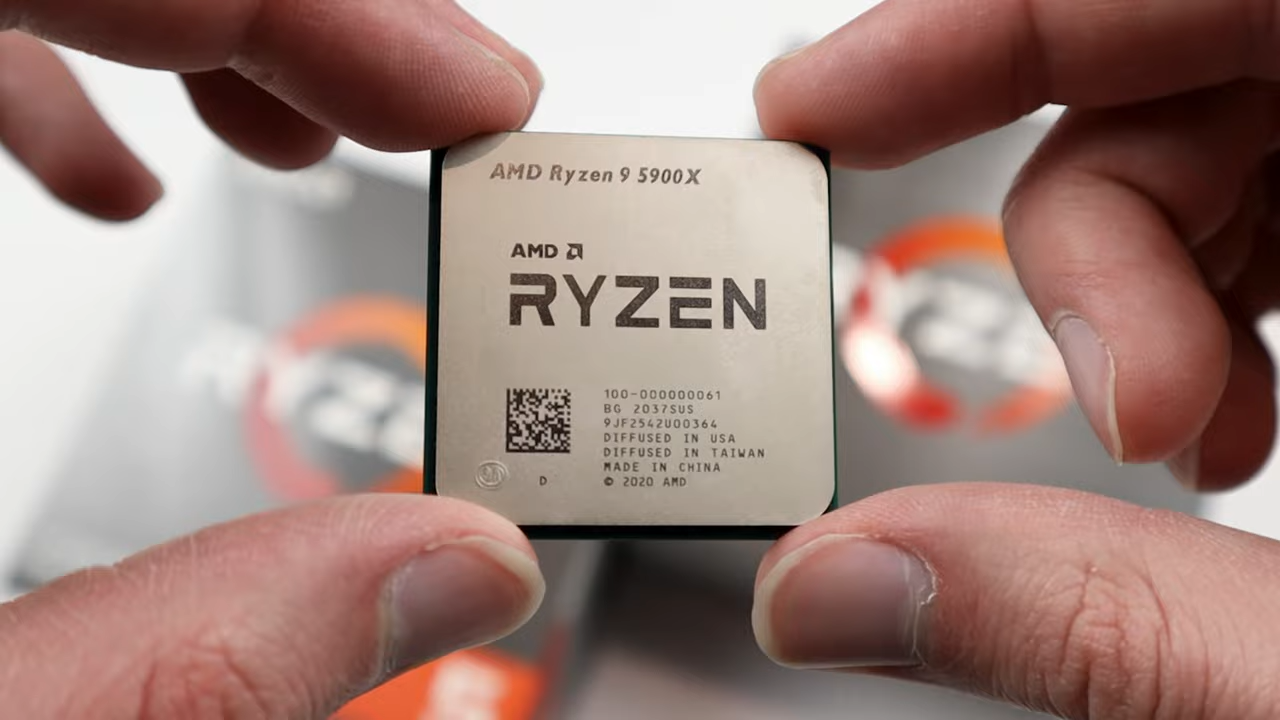 AMD Ryzen 9 5900X
AMD
RYZEN
100-000000061
BG 2037SUS
9JF2542U00364
DIFFUSED IN USA
DIFFUSED IN TAIWAN
MADE IN CHINA
© 2020 AMD
D